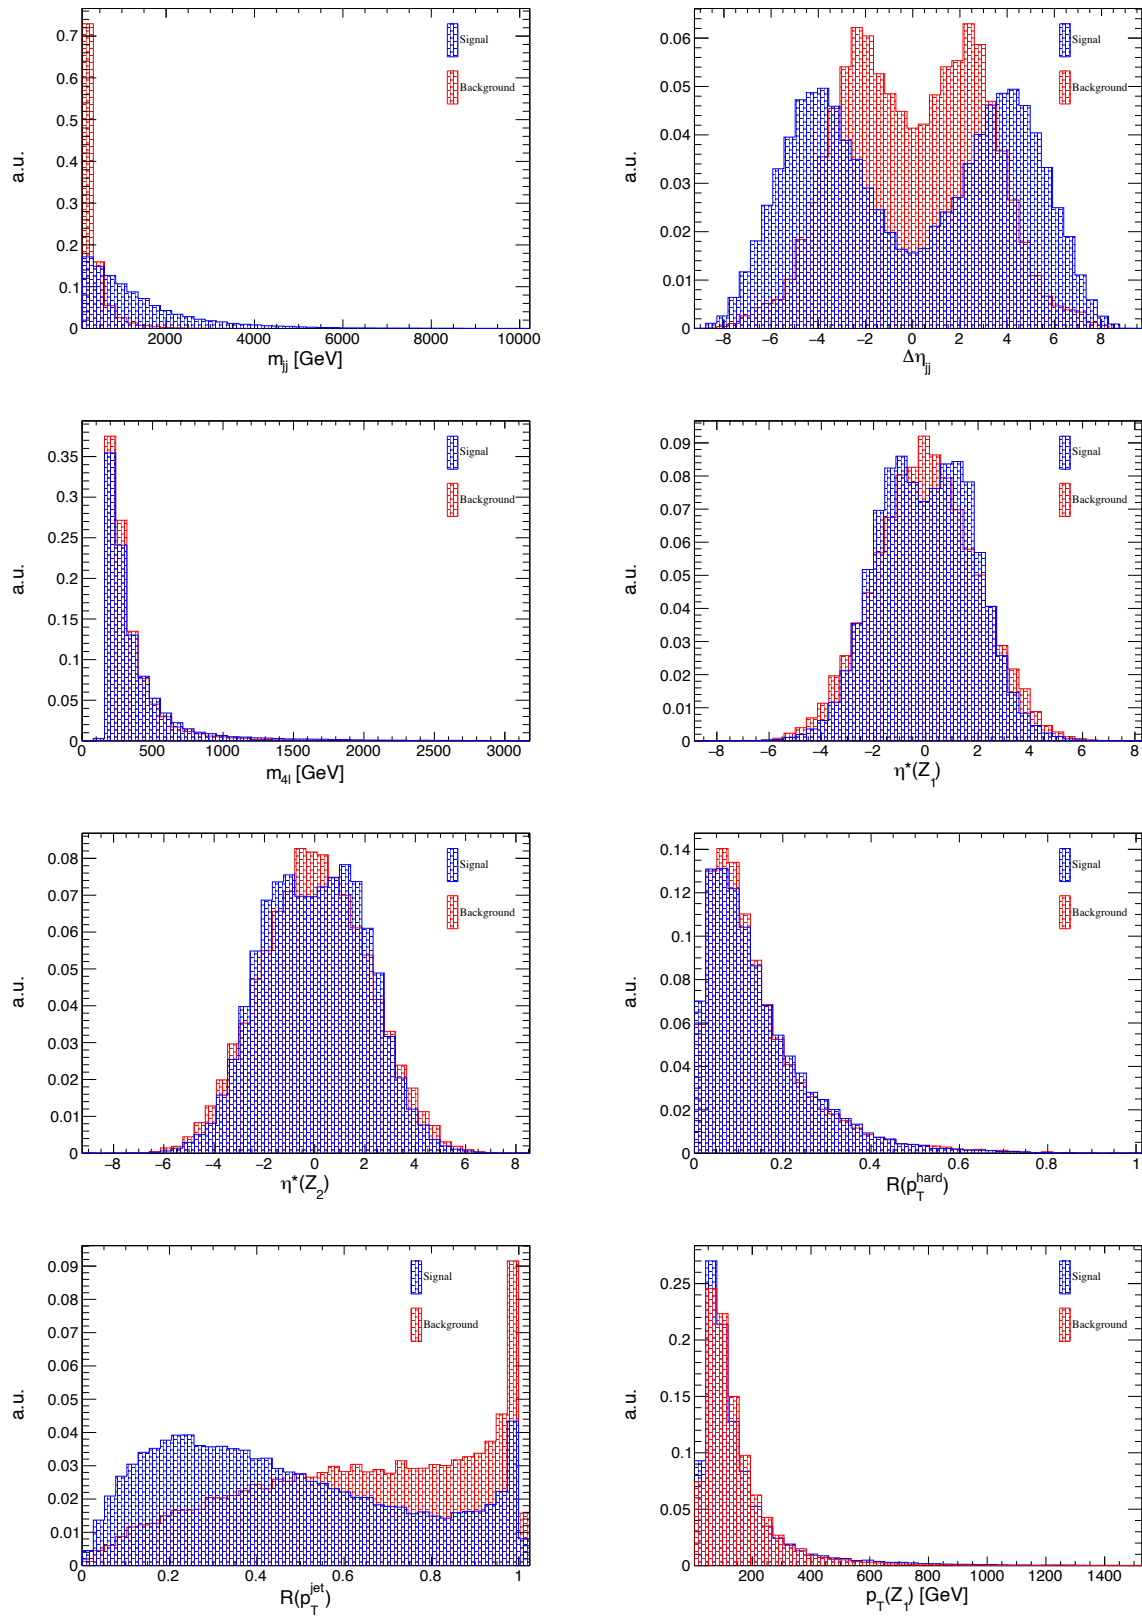 a.u.
0.7
0.6
0.5
0.4
0.3
0.2
0.1
0
2000 4000 6000 8000 10000
m_jj [GeV]
Signal
Background
a.u.
0.06
0.05
0.04
0.03
0.02
0.01
0
−8 −6 −4 −2 0 2 4 6 8
Δη_jj
Signal
Background
a.u.
0.35
0.3
0.25
0.2
0.15
0.1
0.05
0
0 500 1000 1500 2000 2500 3000
m_4l [GeV]
Signal
Background
a.u.
0.09
0.08
0.07
0.06
0.05
0.04
0.03
0.02
0.01
0
−8 −6 −4 −2 0 2 4 6 8
η*(Z_1)
Signal
Background
a.u.
0.08
0.07
0.06
0.05
0.04
0.03
0.02
0.01
0
−8 −6 −4 −2 0 2 4 6 8
η*(Z_2)
Signal
Background
a.u.
0.14
0.12
0.1
0.08
0.06
0.04
0.02
0
0 0.2 0.4 0.6 0.8 1
R(p_T^hard)
Signal
Background
a.u.
0.09
0.08
0.07
0.06
0.05
0.04
0.03
0.02
0.01
0
0 0.2 0.4 0.6 0.8 1
R(p_T^jet)
Signal
Background
a.u.
0.25
0.2
0.15
0.1
0.05
0
200 400 600 800 1000 1200 1400
p_T(Z_1) [GeV]
Signal
Background